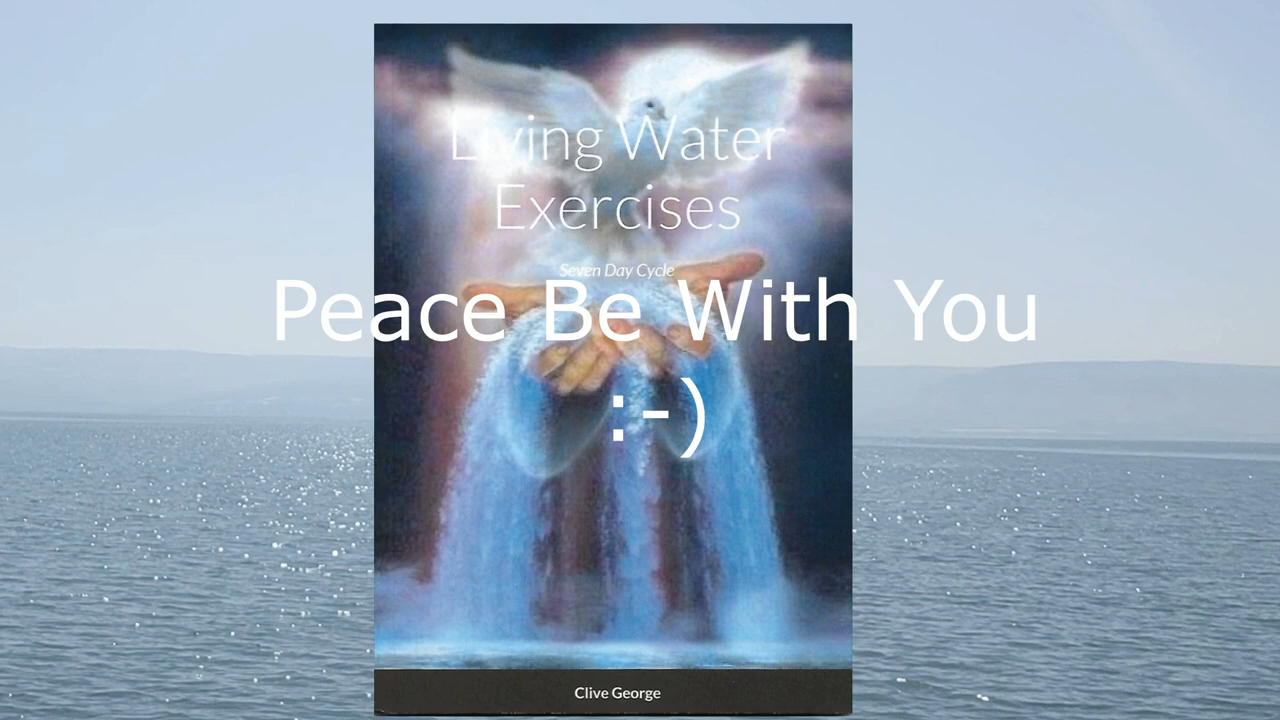 Living Water
Exercises
Seven Day Cycle
Peace Be With You
:-)
Clive George